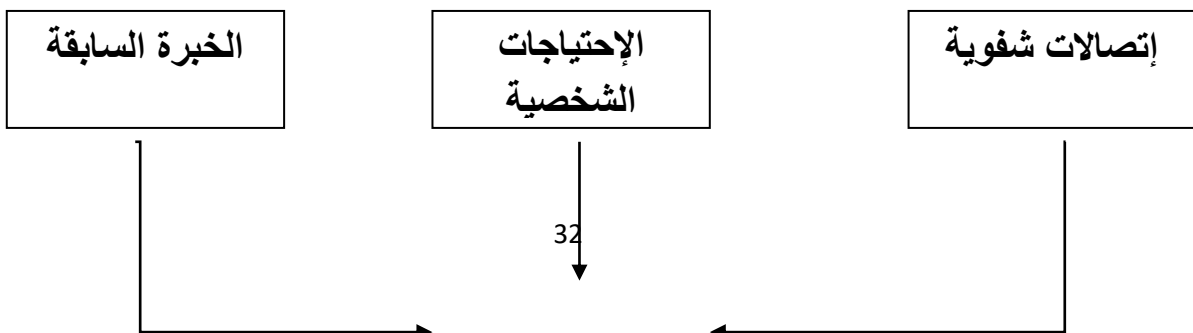 إتصالات شفوية
الإحتياجات
الشخصية
الخبرة السابقة
32